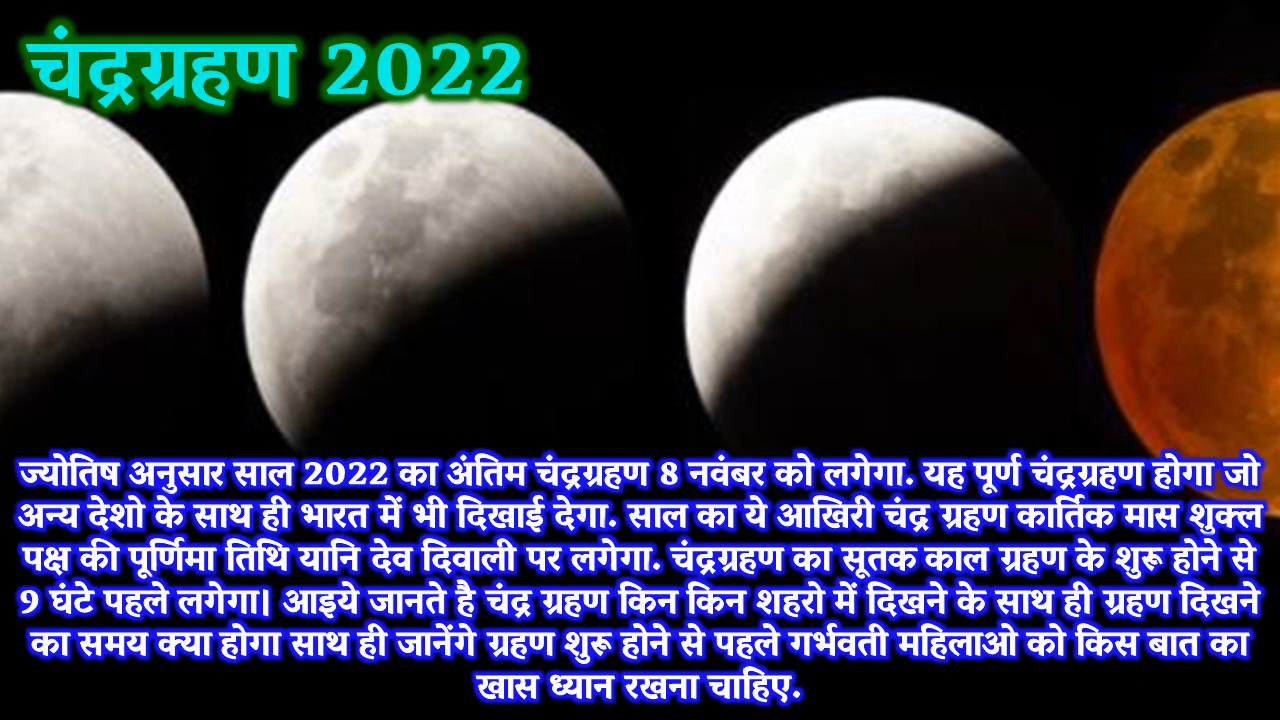 चंद्रग्रहण 2022
ज्योतिष अनुसार साल 2022 का अंतिम चंद्रग्रहण 8 नवंबर को लगेगा. यह पूर्ण चंद्रग्रहण होगा जो
अन्य देशो के साथ ही भारत में भी दिखाई देगा. साल का ये आखिरी चंद्र ग्रहण कार्तिक मास शुक्ल
पक्ष की पूर्णिमा तिथि यानि देव दिवाली पर लगेगा. चंद्रग्रहण का सूतक काल ग्रहण के शुरू होने से
9 घंटे पहले लगेगा| आइये जानते है चंद्र ग्रहण किन किन शहरो में दिखने के साथ ही ग्रहण दिखने
का समय क्या होगा साथ ही जानेंगे ग्रहण शुरू होने से पहले गर्भवती महिलाओ को किस बात का
खास ध्यान रखना चाहिए.